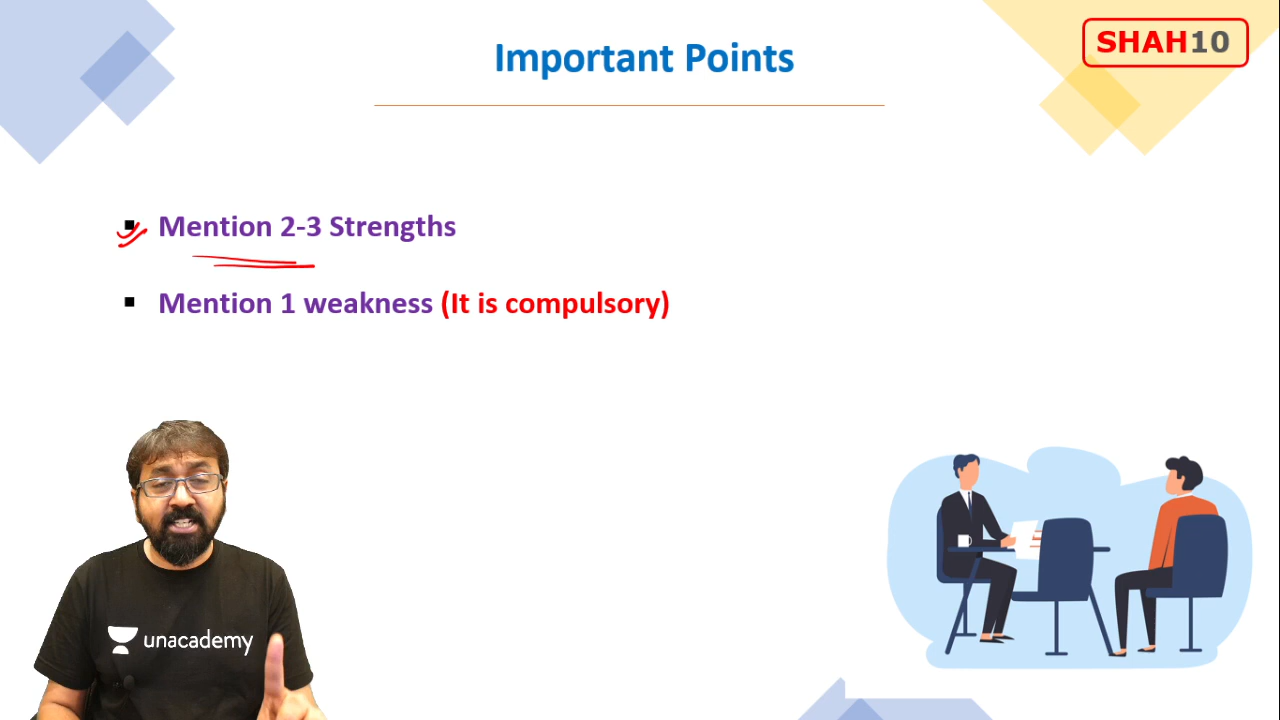 Important Points
SHAH10
▪ Mention 2-3 Strengths
▪ Mention 1 weakness (It is compulsory)
unacademy